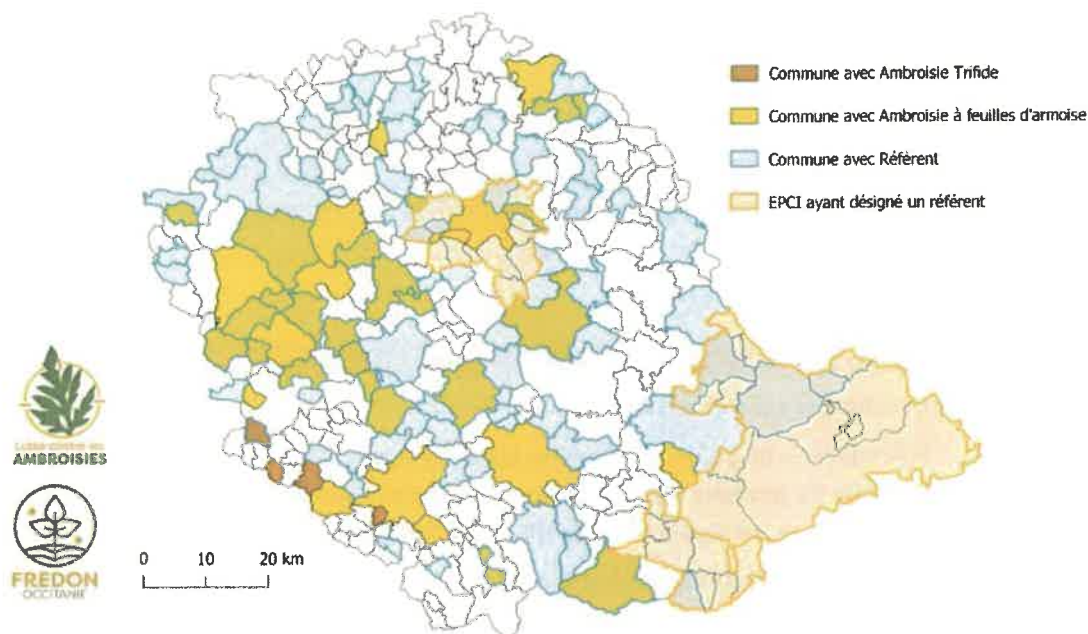 Commune avec Ambroisie Trifide
Commune avec Ambroisie à feuilles d'armoise
Commune avec Référent
EPCI ayant désigné un référent
AMBROISIES
FREDON
OCCITANIE
0 10 20 km